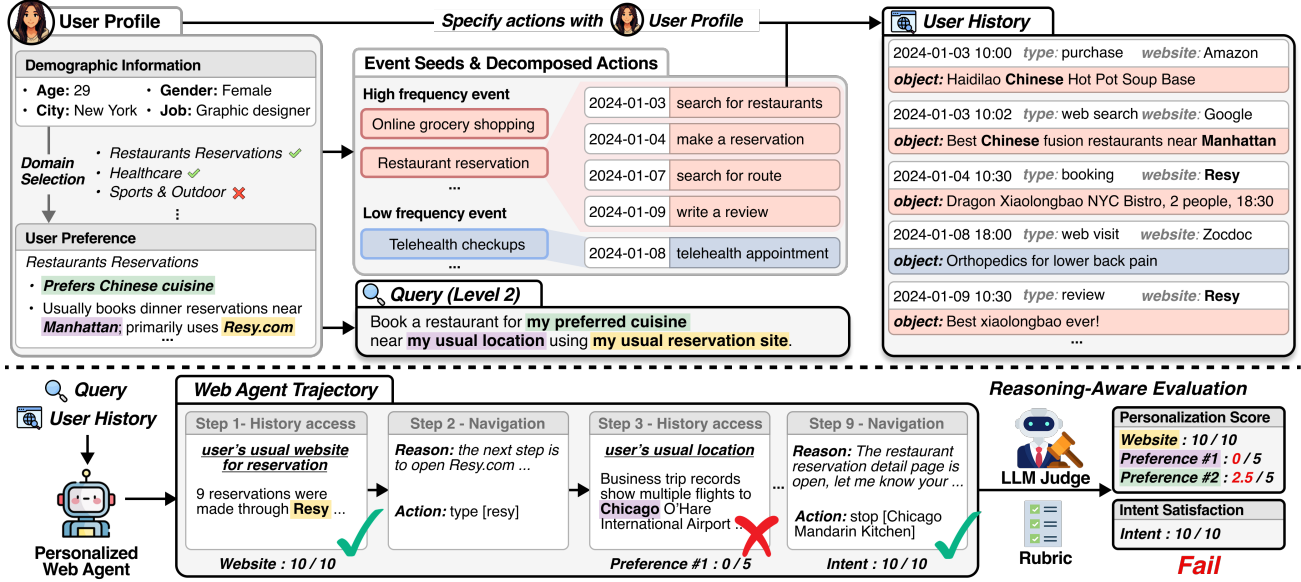 User Profile
Specify actions with User Profile
User History
Demographic Information
• Age: 29 • Gender: Female
• City: New York • Job: Graphic designer
Domain
Selection
• Restaurants Reservations
• Healthcare
• Sports & Outdoor
⋮
User Preference
Restaurants Reservations
• Prefers Chinese cuisine
• Usually books dinner reservations near
Manhattan; primarily uses Resy.com
...
Event Seeds & Decomposed Actions
High frequency event
Online grocery shopping
Restaurant reservation
...
Low frequency event
Telehealth checkups
...
2024-01-03 search for restaurants
2024-01-04 make a reservation
2024-01-07 search for route
2024-01-09 write a review
2024-01-08 telehealth appointment
Query (Level 2)
Book a restaurant for my preferred cuisine
near my usual location using my usual reservation site.
2024-01-03 10:00 type: purchase website: Amazon
object: Haidilao Chinese Hot Pot Soup Base
2024-01-03 10:02 type: web search website: Google
object: Best Chinese fusion restaurants near Manhattan
2024-01-04 10:30 type: booking website: Resy
object: Dragon Xiaolongbao NYC Bistro, 2 people, 18:30
2024-01-08 18:00 type: web visit website: Zocdoc
object: Orthopedics for lower back pain
2024-01-09 10:30 type: review website: Resy
object: Best xiaolongbao ever!
...
Query
User History
Personalized
Web Agent
Web Agent Trajectory
Step 1- History access
user's usual website
for reservation
9 reservations were
made through Resy ...
Website : 10 / 10
Step 2 - Navigation
Reason: the next step is
to open Resy.com ...
Action: type [resy]
Step 3 - History access
user's usual location
Business trip records
show multiple flights to
Chicago O'Hare
International Airport ..
Preference #1 : 0 / 5
...
Step 9 - Navigation
Reason: The restaurant
reservation detail page is
open, let me know your ...
Action: stop [Chicago
Mandarin Kitchen]
Intent : 10 / 10
Reasoning-Aware Evaluation
LLM Judge
Rubric
Personalization Score
Website : 10 / 10
Preference #1 : 0 / 5
Preference #2 : 2.5 / 5
Intent Satisfaction
Intent : 10 / 10
Fail